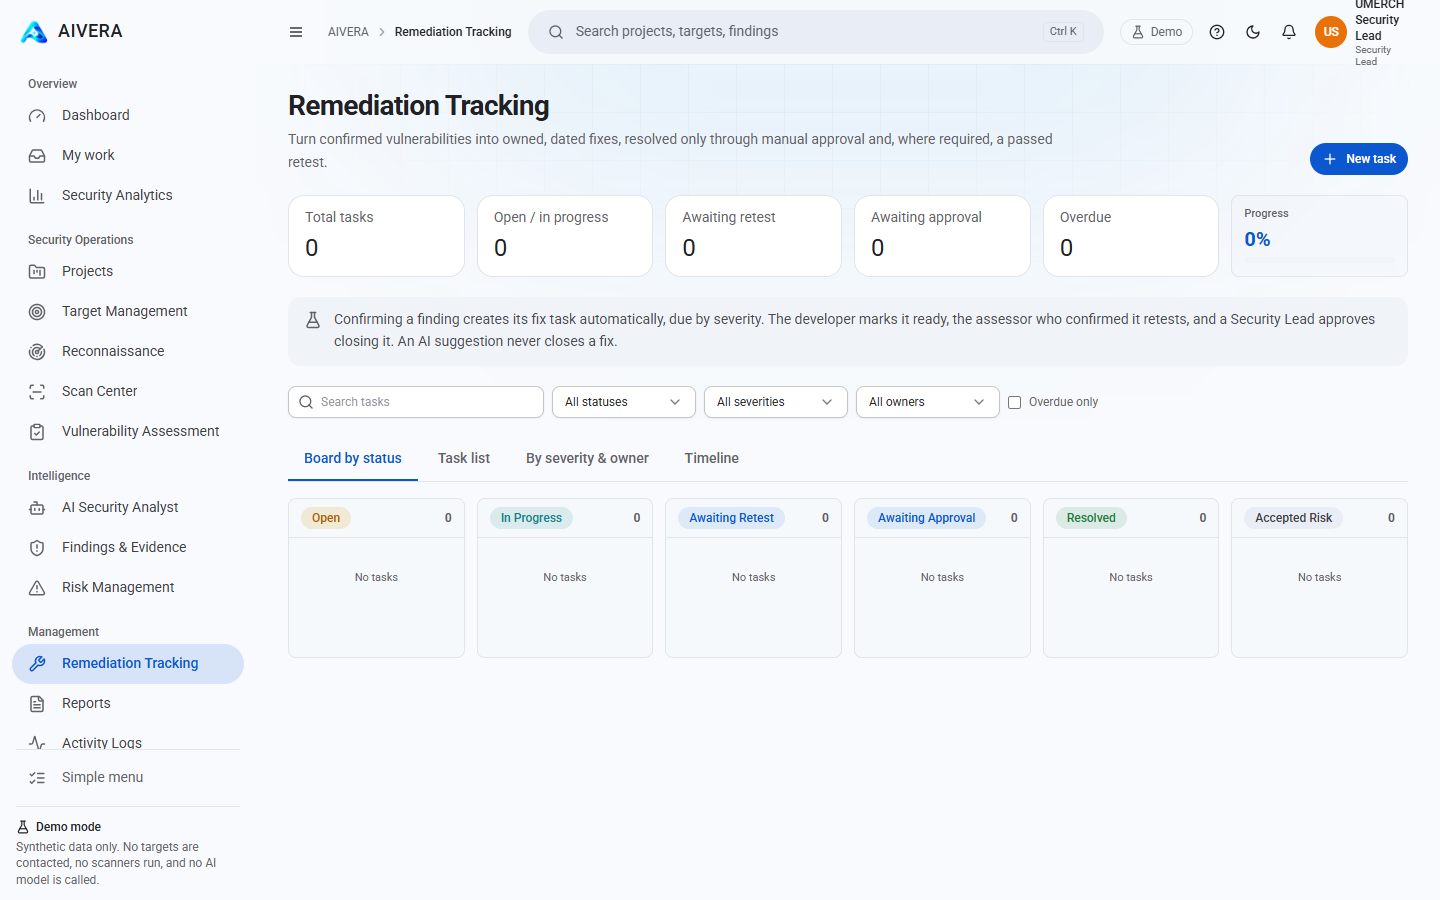 AIVERA
Overview
Dashboard
My work
Security Analytics
Security Operations
Projects
Target Management
Reconnaissance
Scan Center
Vulnerability Assessment
Intelligence
AI Security Analyst
Findings & Evidence
Risk Management
Management
Remediation Tracking
Reports
Activity Logs
Simple menu
Demo mode
Synthetic data only. No targets are
contacted, no scanners run, and no AI
model is called.
AIVERA > Remediation Tracking
Search projects, targets, findings
Ctrl K
Demo
US
UMERCH
Security
Lead
Security
Lead
Remediation Tracking
Turn confirmed vulnerabilities into owned, dated fixes, resolved only through manual approval and, where required, a passed
retest.
New task
Total tasks
0
Open / in progress
0
Awaiting retest
0
Awaiting approval
0
Overdue
0
Progress
0%
Confirming a finding creates its fix task automatically, due by severity. The developer marks it ready, the assessor who confirmed it retests, and a Security Lead approves
closing it. An AI suggestion never closes a fix.
Search tasks
All statuses
All severities
All owners
Overdue only
Board by status
Task list
By severity & owner
Timeline
Open 0
No tasks
In Progress 0
No tasks
Awaiting Retest 0
No tasks
Awaiting Approval 0
No tasks
Resolved 0
No tasks
Accepted Risk 0
No tasks